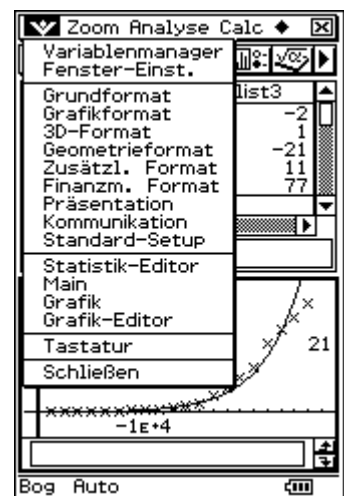 Zoom Analyse Calc ◆
Variablenmanager
Fenster-Einst.
list3
Grundformat
-2
Grafikformat
1
3D-Format
-21
Geometrieformat
11
Zusätzl. Format
77
Finanzm. Format
Präsentation
Kommunikation
Standard-Setup
Statistik-Editor
Main
Grafik
Grafik-Editor
Tastatur
21
Schließen
-1E+4
Bog Auto